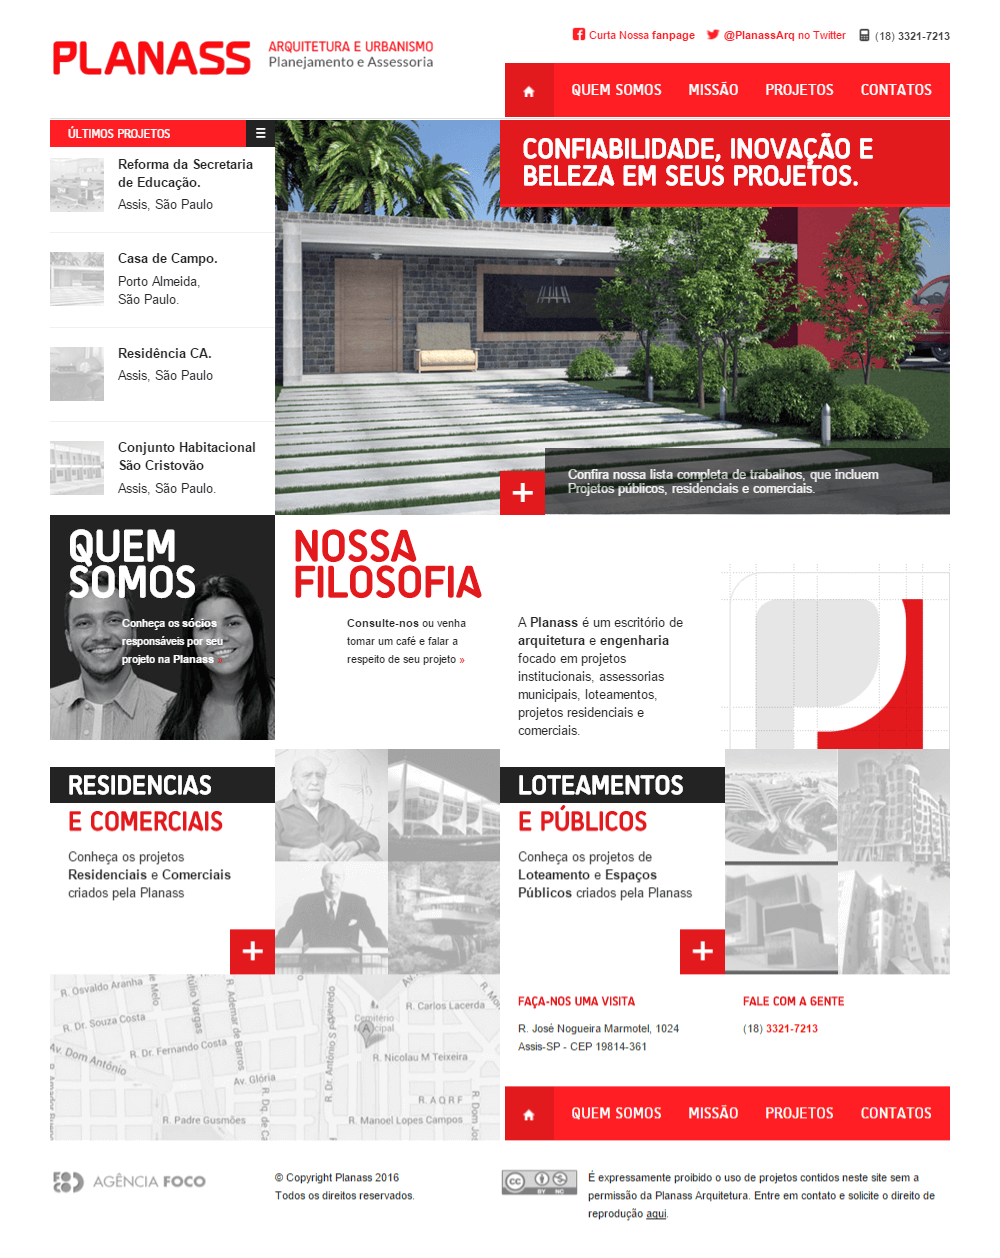 PLANASS
ARQUITETURA E URBANISMO
Planejamento e Assessoria
Curta Nossa fanpage
@PlanassArq no Twitter
(18) 3321-7213
QUEM SOMOS MISSÃO PROJETOS CONTATOS
ÚLTIMOS PROJETOS
Reforma da Secretaria
de Educação.
Assis, São Paulo
Casa de Campo.
Porto Almeida,
São Paulo.
Residência CA.
Assis, São Paulo
Conjunto Habitacional
São Cristovão
Assis, São Paulo.
CONFIABILIDADE, INOVAÇÃO E
BELEZA EM SEUS PROJETOS.
Confira nossa lista completa de trabalhos, que incluem
Projetos públicos, residenciais e comerciais.
+
QUEM
SOMOS
Conheça os sócios
responsáveis por seu
projeto na Planass »
NOSSA
FILOSOFIA
Consulte-nos ou venha
tomar um café e falar a
respeito de seu projeto »
A Planass é um escritório de
arquitetura e engenharia
focado em projetos
institucionais, assessorias
municipais, loteamentos,
projetos residenciais e
comerciais.
RESIDENCIAS
E COMERCIAIS
Conheça os projetos
Residenciais e Comerciais
criados pela Planass
+
LOTEAMENTOS
E PÚBLICOS
Conheça os projetos de
Loteamento e Espaços
Públicos criados pela Planass
+
R. Osvaldo Aranha
R. Dr. Souza Costa
Av. Dom António
R. Dr. Fernando Costa
R. Ademar de Barros
Av. Glória
R. Padre Gusmões
R. Carlos Lacerda
Cemitério
R. Nicolau M Teixeira
R. A Q R F
R. Manoel Lopes Campos
FAÇA-NOS UMA VISITA
R. José Nogueira Marmotel, 1024
Assis-SP - CEP 19814-361
FALE COM A GENTE
(18) 3321-7213
QUEM SOMOS MISSÃO PROJETOS CONTATOS
FOCO AGÊNCIA FOCO
© Copyright Planass 2016
Todos os direitos reservados.
cc BY NC
É expressamente proibido o uso de projetos contidos neste site sem a
permissão da Planass Arquitetura. Entre em contato e solicite o direito de
reprodução aqui.